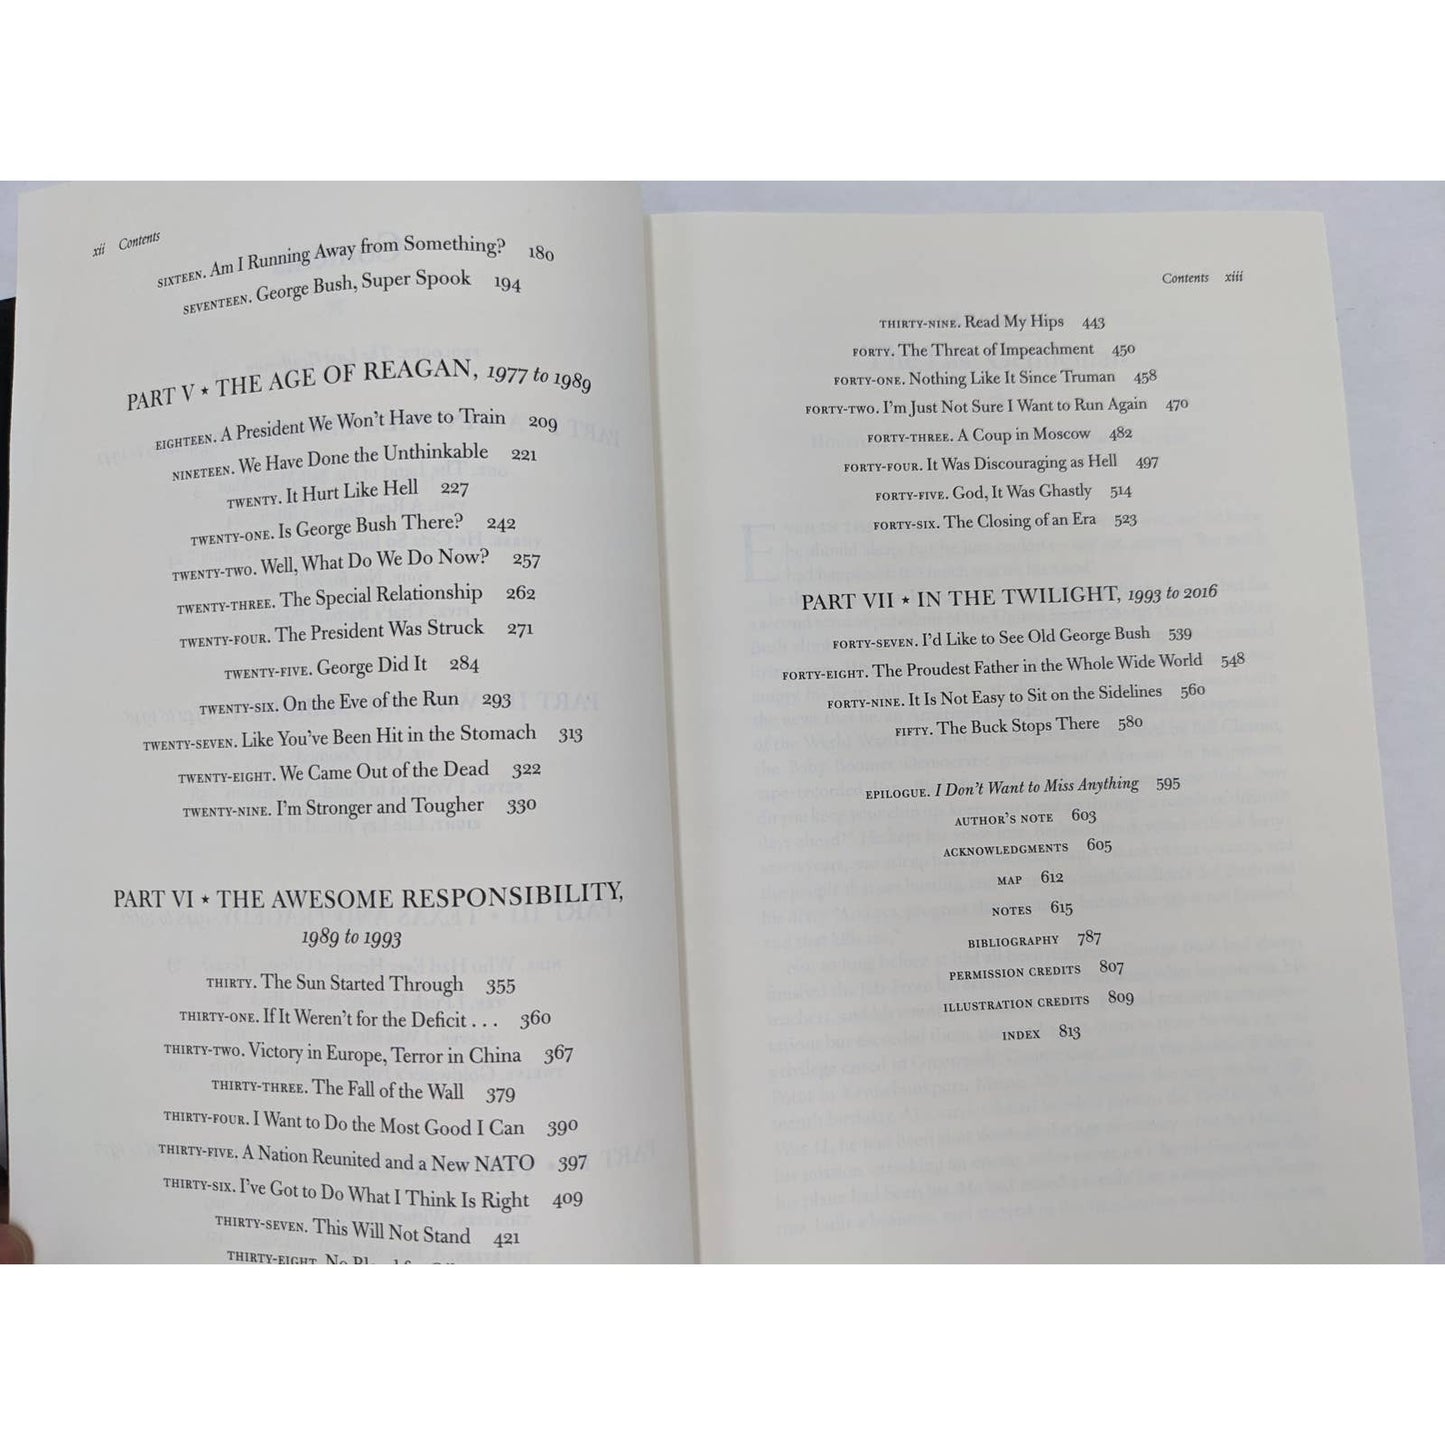 xii Contents
SIXTEEN. Am I Running Away from Something? 180
SEVENTEEN. George Bush, Super Spook 194
PART V ★ THE AGE OF REAGAN, 1977 to 1989
EIGHTEEN. A President We Won't Have to Train 209
NINETEEN. We Have Done the Unthinkable 221
TWENTY. It Hurt Like Hell 227
TWENTY-ONE. Is George Bush There? 242
TWENTY-TWO. Well, What Do We Do Now? 257
TWENTY-THREE. The Special Relationship 262
TWENTY-FOUR. The President Was Struck 271
TWENTY-FIVE. George Did It 284
TWENTY-SIX. On the Eve of the Run 293
TWENTY-SEVEN. Like You've Been Hit in the Stomach 313
TWENTY-EIGHT. We Came Out of the Dead 322
TWENTY-NINE. I'm Stronger and Tougher 330
PART VI ★ THE AWESOME RESPONSIBILITY,
1989 to 1993
THIRTY. The Sun Started Through 355
THIRTY-ONE. If It Weren't for the Deficit . . . 360
THIRTY-TWO. Victory in Europe, Terror in China 367
THIRTY-THREE. The Fall of the Wall 379
THIRTY-FOUR. I Want to Do the Most Good I Can 390
THIRTY-FIVE. A Nation Reunited and a New NATO 397
THIRTY-SIX. I've Got to Do What I Think Is Right 409
THIRTY-SEVEN. This Will Not Stand 421
THIRTY-EIGHT. No
Contents xiii
THIRTY-NINE. Read My Hips 443
FORTY. The Threat of Impeachment 450
FORTY-ONE. Nothing Like It Since Truman 458
FORTY-TWO. I'm Just Not Sure I Want to Run Again 470
FORTY-THREE. A Coup in Moscow 482
FORTY-FOUR. It Was Discouraging as Hell 497
FORTY-FIVE. God, It Was Ghastly 514
FORTY-SIX. The Closing of an Era 523
PART VII ★ IN THE TWILIGHT, 1993 to 2016
FORTY-SEVEN. I'd Like to See Old George Bush 539
FORTY-EIGHT. The Proudest Father in the Whole Wide World 548
FORTY-NINE. It Is Not Easy to Sit on the Sidelines 560
FIFTY. The Buck Stops There 580
EPILOGUE. I Don't Want to Miss Anything 595
AUTHOR'S NOTE 603
ACKNOWLEDGMENTS 605
MAP 612
NOTES 615
BIBLIOGRAPHY 787
PERMISSION CREDITS 807
ILLUSTRATION CREDITS 809
INDEX 813